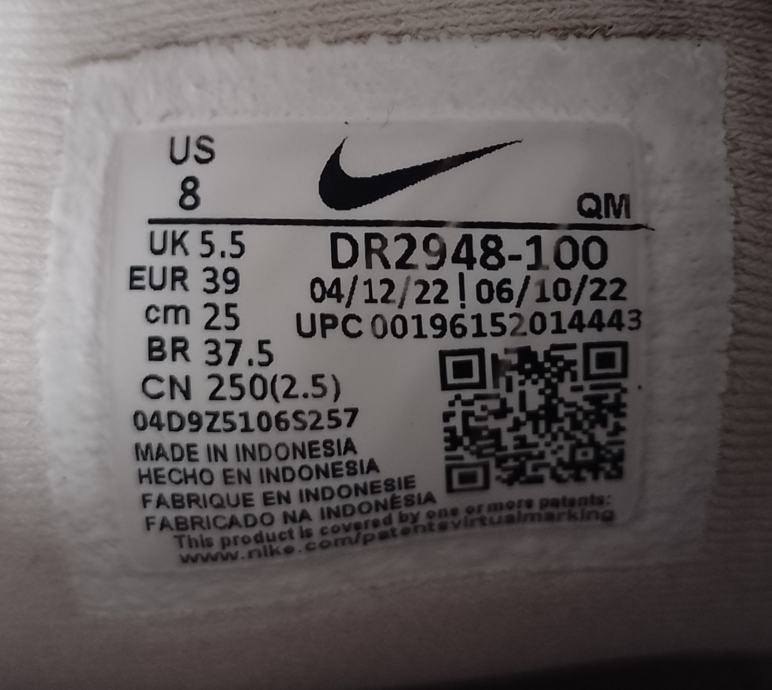 US
8
QM
UK 5.5
EUR 39
cm 25
BR 37.5
CN 250(2.5)
DR2948-100
04/12/22 | 06/10/22
UPC 00196152014443
04D9Z5106S257
MADE IN INDONESIA
HECHO EN INDONESIA
FABRIQUE EN INDONESIE
FABRICADO NA INDONÉSIA
This product is covered by one or more patents:
www.nike.com/patentsvirtualmarking